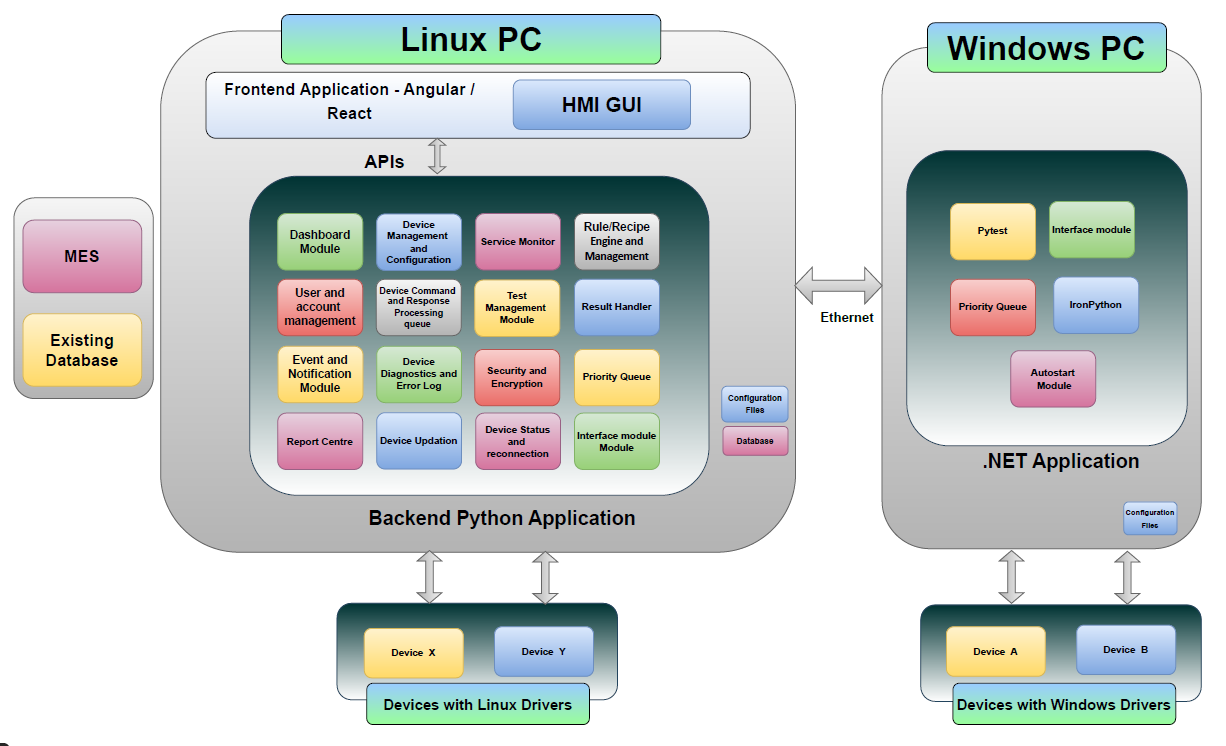 Linux PC
Frontend Application - Angular /
React
HMI GUI
APIs
MES
Existing
Database
Dashboard
Module
Device
Management
and
Configuration
Service Monitor
Rule/Recipe
Engine and
Management
User and
account
management
Device Command
and Response
Processing
queue
Test
Management
Module
Result Handler
Event and
Notification
Module
Device
Diagnostics and
Error Log
Security and
Encryption
Priority Queue
Report Centre
Device Updation
Device Status
and
reconnection
Interface module
Module
Configuration
Files
Database
Backend Python Application
Ethernet
Windows PC
Pytest
Interface module
Priority Queue
IronPython
Autostart
Module
.NET Application
Configuration
Files
Device X
Device Y
Devices with Linux Drivers
Device A
Device B
Devices with Windows Drivers